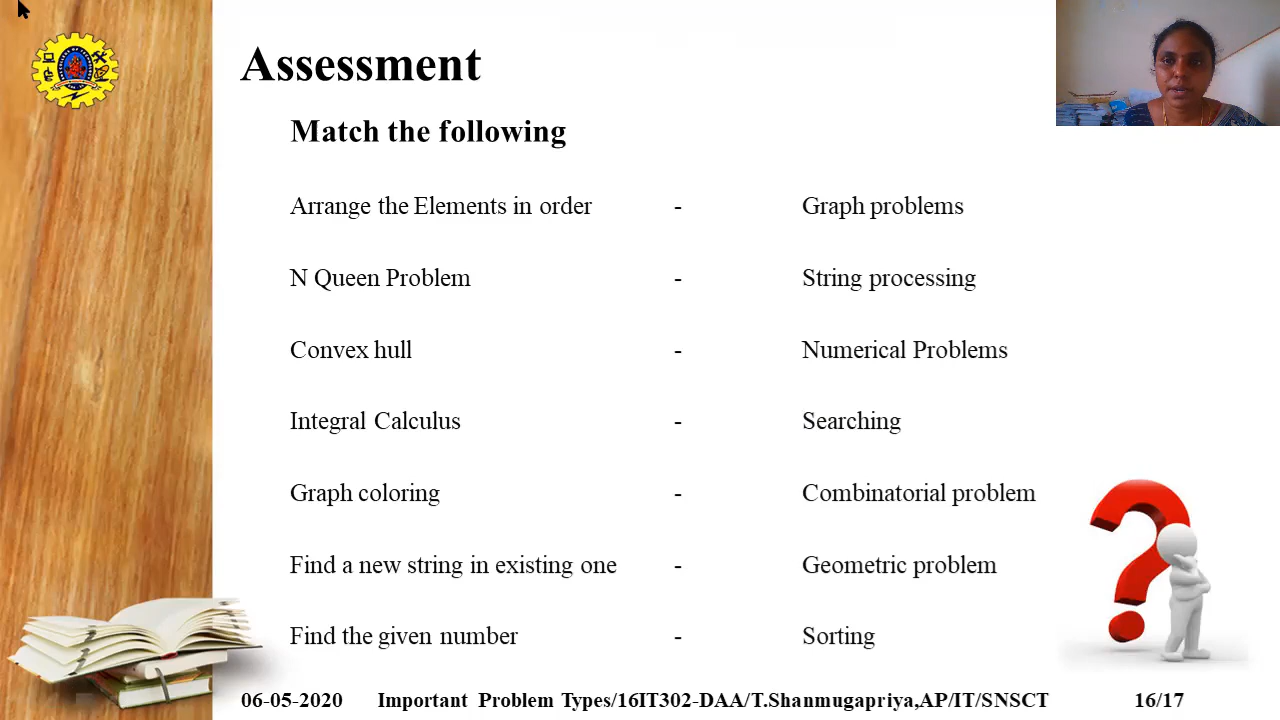 Assessment
Match the following
Arrange the Elements in order - Graph problems
N Queen Problem - String processing
Convex hull - Numerical Problems
Integral Calculus - Searching
Graph coloring - Combinatorial problem
Find a new string in existing one - Geometric problem
Find the given number - Sorting
06-05-2020 Important Problem Types/16IT302-DAA/T.Shanmugapriya,AP/IT/SNSCT 16/17